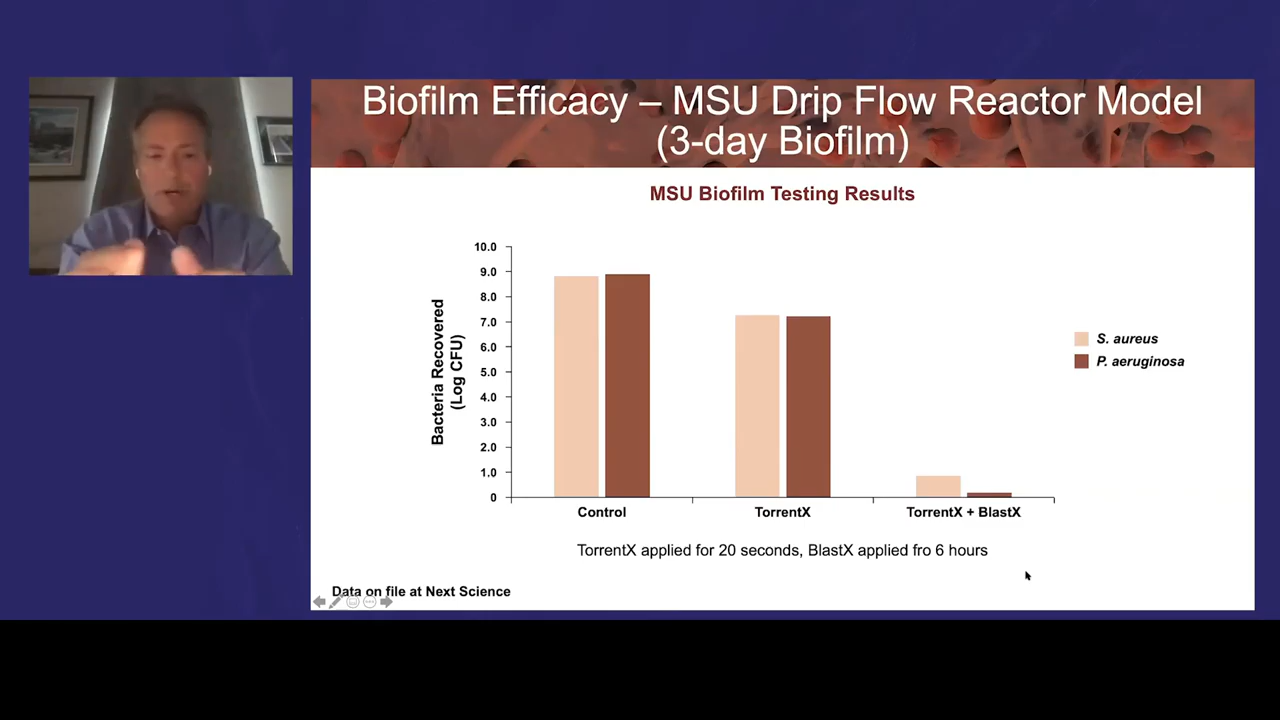 Biofilm Efficacy – MSU Drip Flow Reactor Model
(3-day Biofilm)
MSU Biofilm Testing Results
Bacteria Recovered
(Log CFU)
10.0
9.0
8.0
7.0
6.0
5.0
4.0
3.0
2.0
1.0
0
Control
TorrentX
TorrentX + BlastX
S. aureus
P. aeruginosa
TorrentX applied for 20 seconds, BlastX applied fro 6 hours
Data on file at Next Science